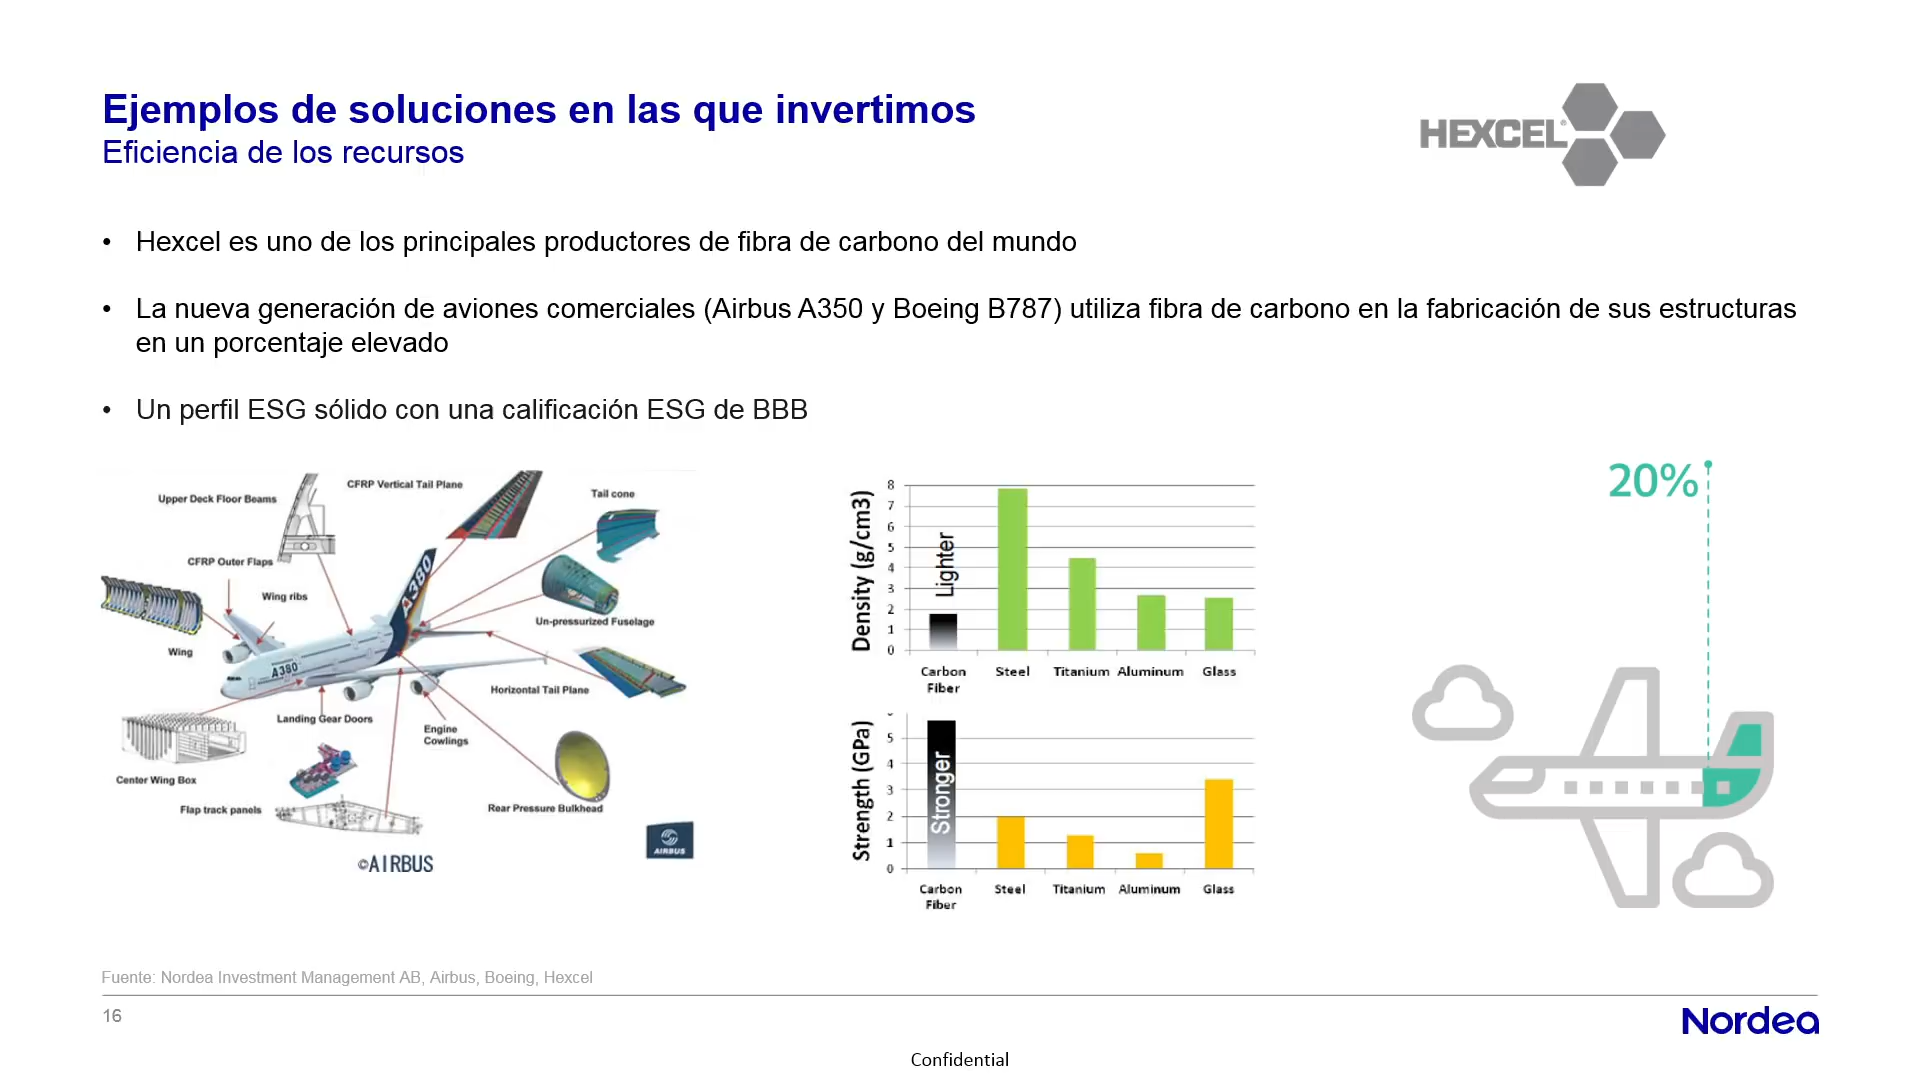 Ejemplos de soluciones en las que invertimos
Eficiencia de los recursos
HEXCEL®
• Hexcel es uno de los principales productores de fibra de carbono del mundo
• La nueva generación de aviones comerciales (Airbus A350 y Boeing B787) utiliza fibra de carbono en la fabricación de sus estructuras
en un porcentaje elevado
• Un perfil ESG sólido con una calificación ESG de BBB
Upper Deck Floor Beams
CFRP Vertical Tail Plane
Tail cone
CFRP Outer Flaps
Wing ribs
A380
Un-pressurized Fuselage
Wing
A380
Horizontal Tail Plane
Landing Gear Doors
Engine
Cowlings
Center Wing Box
Flap track panels
Rear Pressure Bulkhead
AIRBUS
©AIRBUS
Density (g/cm3)
8
7
6
5
4
3
2
1
0
Lighter
Carbon
Fiber
Steel
Titanium
Aluminum
Glass
Strength (GPa)
5
4
3
2
1
0
Stronger
Carbon
Fiber
Steel
Titanium
Aluminum
Glass
20%
Fuente: Nordea Investment Management AB, Airbus, Boeing, Hexcel
16
Nordea
Confidential